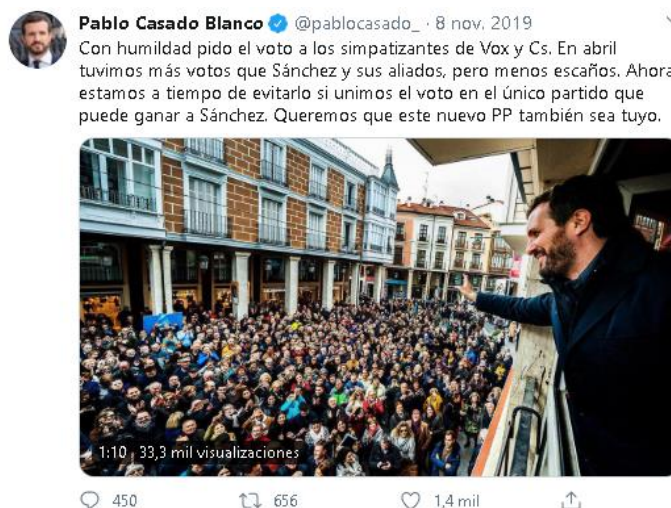 Pablo Casado Blanco @pablocasado_ · 8 nov. 2019
Con humildad pido el voto a los simpatizantes de Vox y Cs. En abril
tuvimos más votos que Sánchez y sus aliados, pero menos escaños. Ahora
estamos a tiempo de evitarlo si unimos el voto en el único partido que
puede ganar a Sánchez. Queremos que este nuevo PP también sea tuyo.
1:10 33,3 mil visualizaciones
450 656 1,4 mil